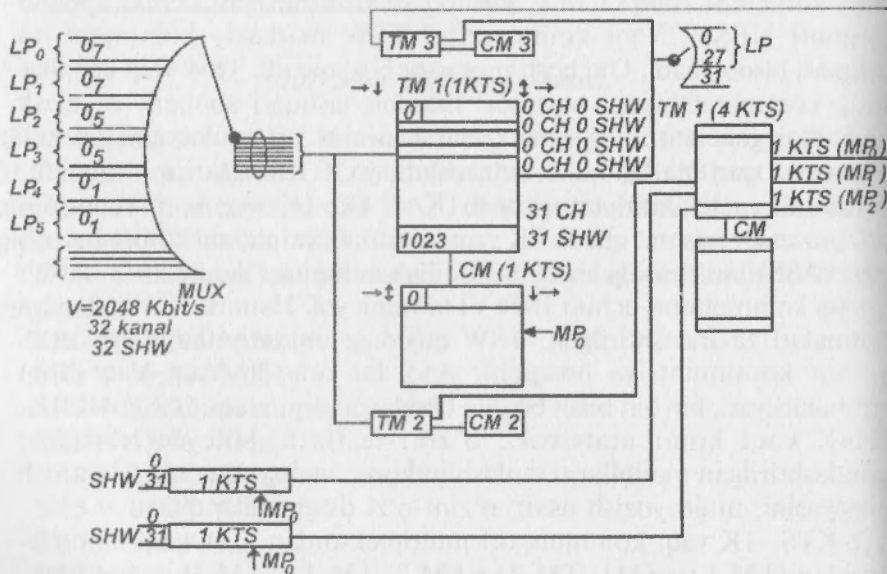 LP₀
0
7
LP₁
0
7
LP₂
0
5
LP₃
0
5
LP₄
0
1
LP₅
0
1
MUX
v=2048 Kbit/s
32 kanal
32 SHW
TM 3
CM 3
TM 1(1KTS)
0
0 CH 0 SHW
0 CH 0 SHW
0 CH 0 SHW
0 CH 0 SHW
31 CH
31 SHW
1023
CM (1 KTS)
0
MP₀
TM 2
CM 2
0
27
31
LP
TM 1 (4 KTS)
1 KTS (MP₁)
1 KTS (MP₂)
CM
0
SHW 31 1 KTS
MP₀
0
SHW 31 1 KTS
MP₀